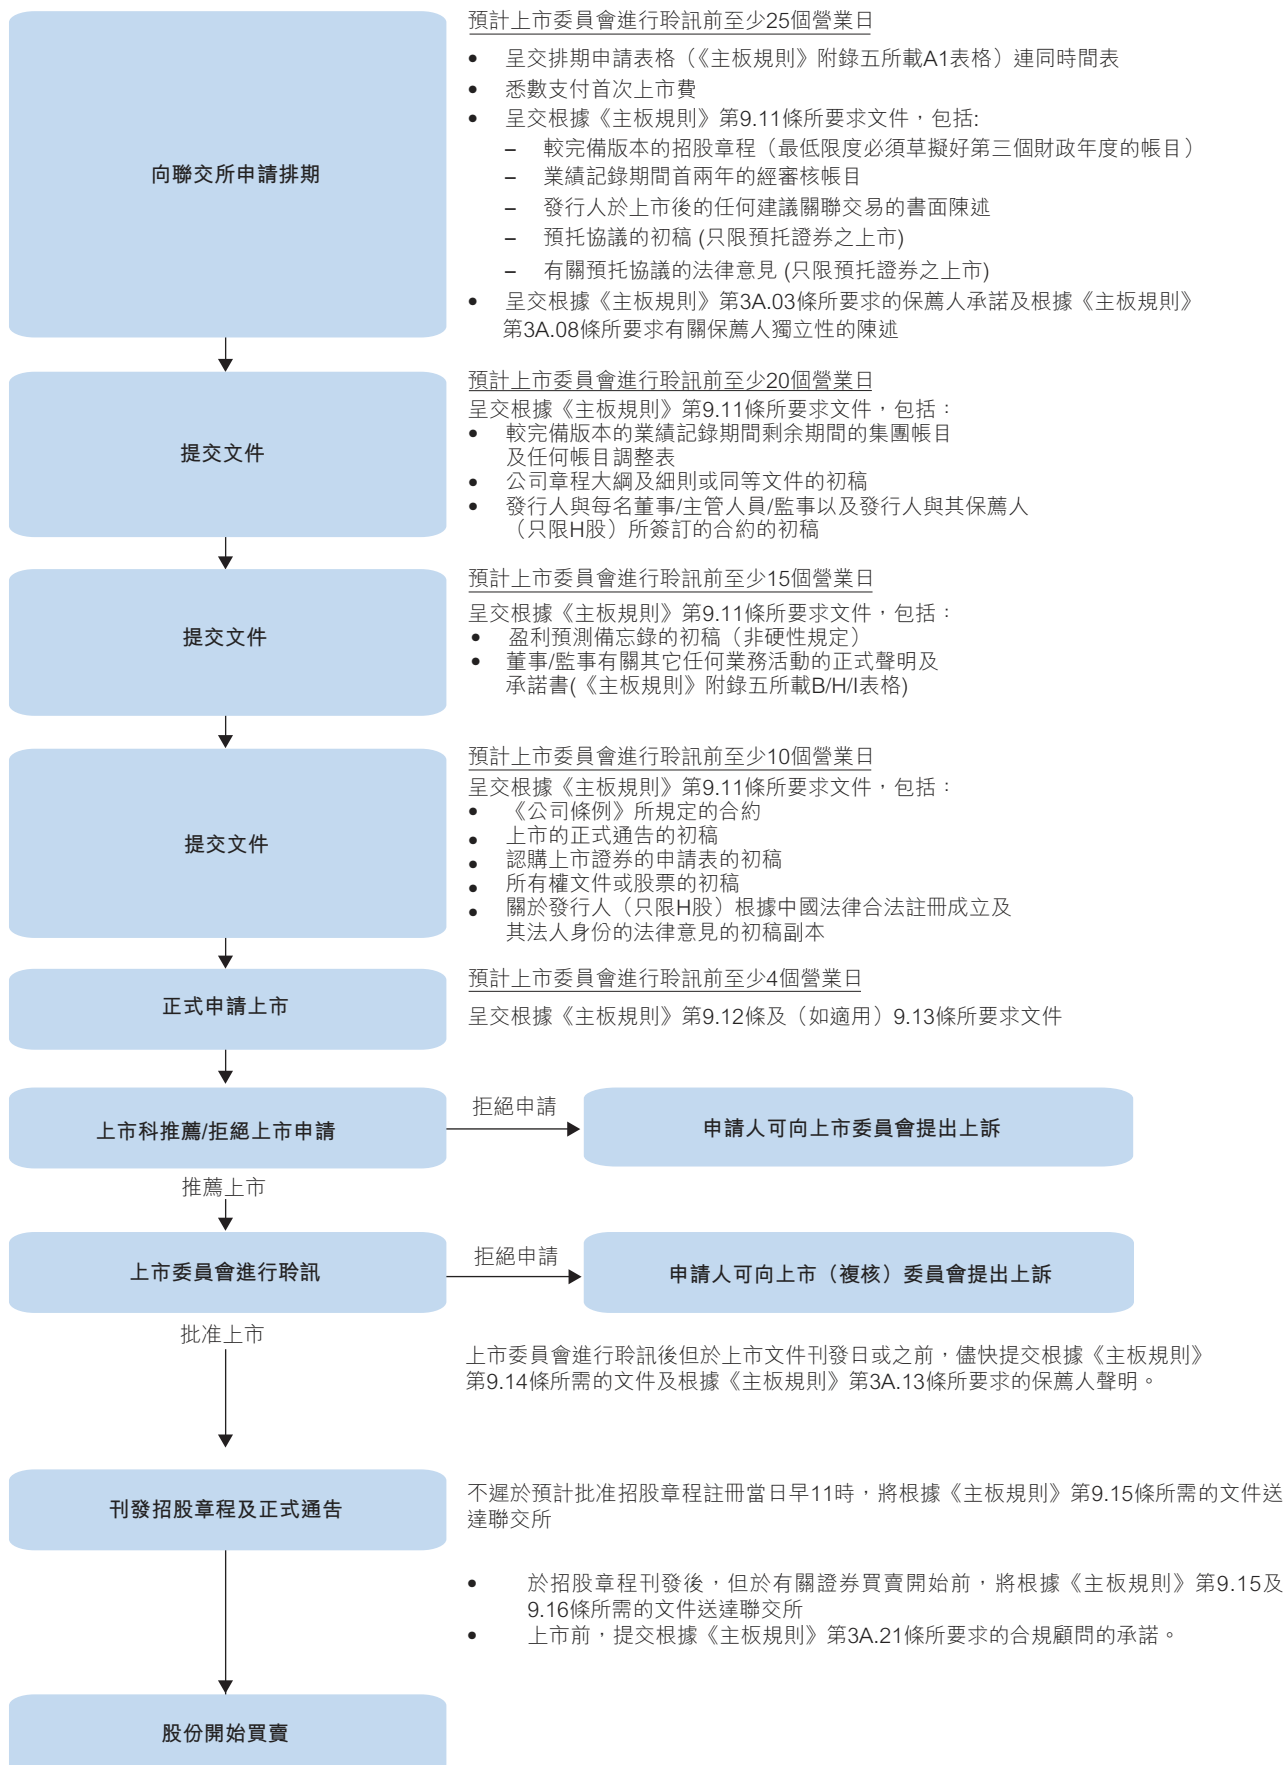 預計上市委員會進行聆訊前至少25個營業日
• 呈交排期申請表格（《主板規則》附錄五所載A1表格）連同時間表
• 悉數支付首次上市費
• 呈交根據《主板規則》第9.11條所要求文件，包括:
– 較完備版本的招股章程（最低限度必須草擬好第三個財政年度的帳目）
向聯交所申請排期
– 業績記錄期間首兩年的經審核帳目
– 發行人於上市後的任何建議關聯交易的書面陳述
– 預托協議的初稿 (只限預托證券之上市)
– 有關預托協議的法律意見 (只限預托證券之上市)
• 呈交根據《主板規則》第3A.03條所要求的保薦人承諾及根據《主板規則》
第3A.08條所要求有關保薦人獨立性的陳述
預計上市委員會進行聆訊前至少20個營業日
呈交根據《主板規則》第9.11條所要求文件，包括：
• 較完備版本的業績記錄期間剩余期間的集團帳目
及任何帳目調整表
提交文件
• 公司章程大綱及細則或同等文件的初稿
• 發行人與每名董事/主管人員/監事以及發行人與其保薦人
（只限H股）所簽訂的合約的初稿
預計上市委員會進行聆訊前至少15個營業日
呈交根據《主板規則》第9.11條所要求文件，包括：
提交文件
• 盈利預測備忘錄的初稿（非硬性規定）
• 董事/監事有關其它任何業務活動的正式聲明及
承諾書(《主板規則》附錄五所載B/H/I表格)
預計上市委員會進行聆訊前至少10個營業日
呈交根據《主板規則》第9.11條所要求文件，包括：
• 《公司條例》所規定的合約
• 上市的正式通告的初稿
提交文件
• 認購上市證券的申請表的初稿
• 所有權文件或股票的初稿
• 關於發行人（只限H股）根據中國法律合法註冊成立及
其法人身份的法律意見的初稿副本
預計上市委員會進行聆訊前至少4個營業日
正式申請上市
呈交根據《主板規則》第9.12條及（如適用）9.13條所要求文件
上市科推薦/拒絕上市申請
拒絕申請
申請人可向上市委員會提出上訴
推薦上市
上市委員會進行聆訊
拒絕申請
申請人可向上市（複核）委員會提出上訴
批准上市
上市委員會進行聆訊後但於上市文件刊發日或之前，儘快提交根據《主板規則》
第9.14條所需的文件及根據《主板規則》第3A.13條所要求的保薦人聲明。
刊發招股章程及正式通告
不遲於預計批准招股章程註冊當日早11時，將根據《主板規則》第9.15條所需的文件送
達聯交所
• 於招股章程刊發後，但於有關證券買賣開始前，將根據《主板規則》第9.15及
9.16條所需的文件送達聯交所
• 上市前，提交根據《主板規則》第3A.21條所要求的合規顧問的承諾。
股份開始買賣